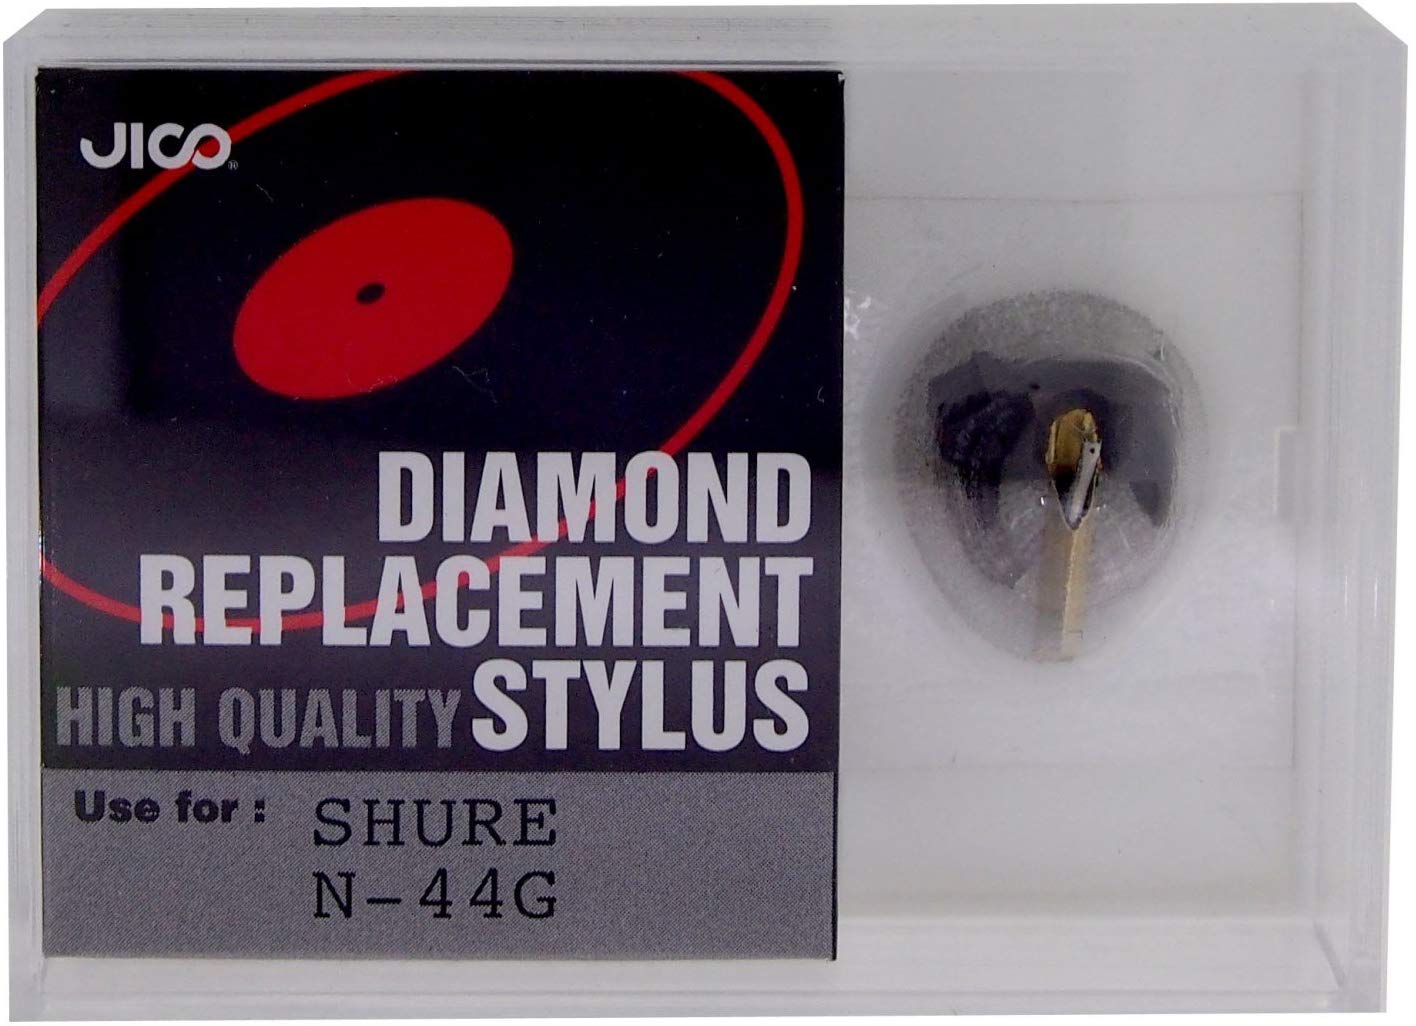 JICO®
DIAMOND
REPLACEMENT
HIGH QUALITY STYLUS
Use for : SHURE
N-44G